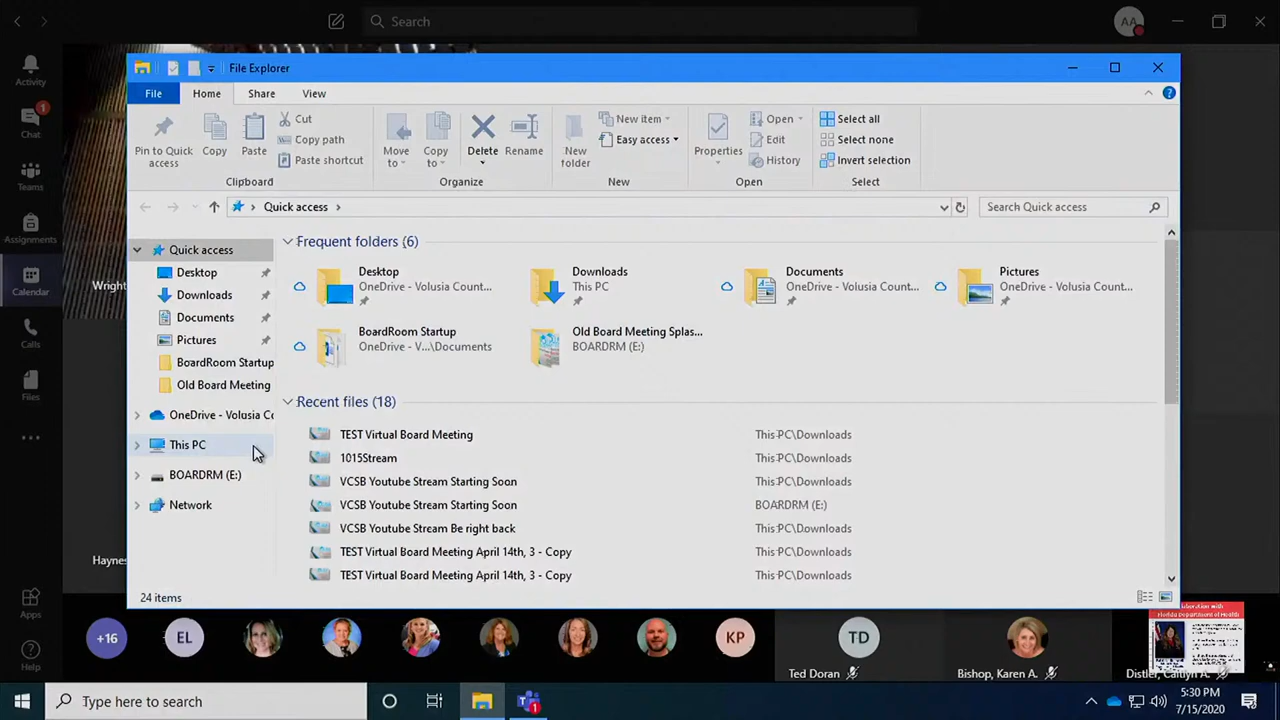 Search
AA
File Explorer
Activity
File Home Share View
1
Chat
Pin to Quick access
Copy
Paste
Cut
Copy path
Paste shortcut
Move to
Copy to
Delete
Rename
New folder
New item
Easy access
Properties
Open
Edit
History
Select all
Select none
Invert selection
Clipboard Organize New Open Select
Teams
Assignments
Calendar
Calls
Files
Quick access
Search Quick access
Quick access
Desktop
Downloads
Documents
Pictures
BoardRoom Startup
Old Board Meeting
OneDrive - Volusia Cc
This PC
BOARDRM (E:)
Network
Frequent folders (6)
Desktop
OneDrive - Volusia Count...
Downloads
This PC
Documents
OneDrive - Volusia Count...
Pictures
OneDrive - Volusia Count...
BoardRoom Startup
OneDrive - V...\Documents
Old Board Meeting Splas...
BOARDRM (E:)
Recent files (18)
TEST Virtual Board Meeting This PC\Downloads
1015Stream This PC\Downloads
VCSB Youtube Stream Starting Soon This PC\Downloads
VCSB Youtube Stream Starting Soon BOARDRM (E:)
VCSB Youtube Stream Be right back This PC\Downloads
TEST Virtual Board Meeting April 14th, 3 - Copy This PC\Downloads
TEST Virtual Board Meeting April 14th, 3 - Copy This PC\Downloads
24 items
Wright
Haynes
Apps
Help
+16
EL
KP
TD
Ted Doran
Bishop, Karen A.
Distler, Caitlyn A.
Florida Department of Health
Type here to search
1
5:30 PM
7/15/2020